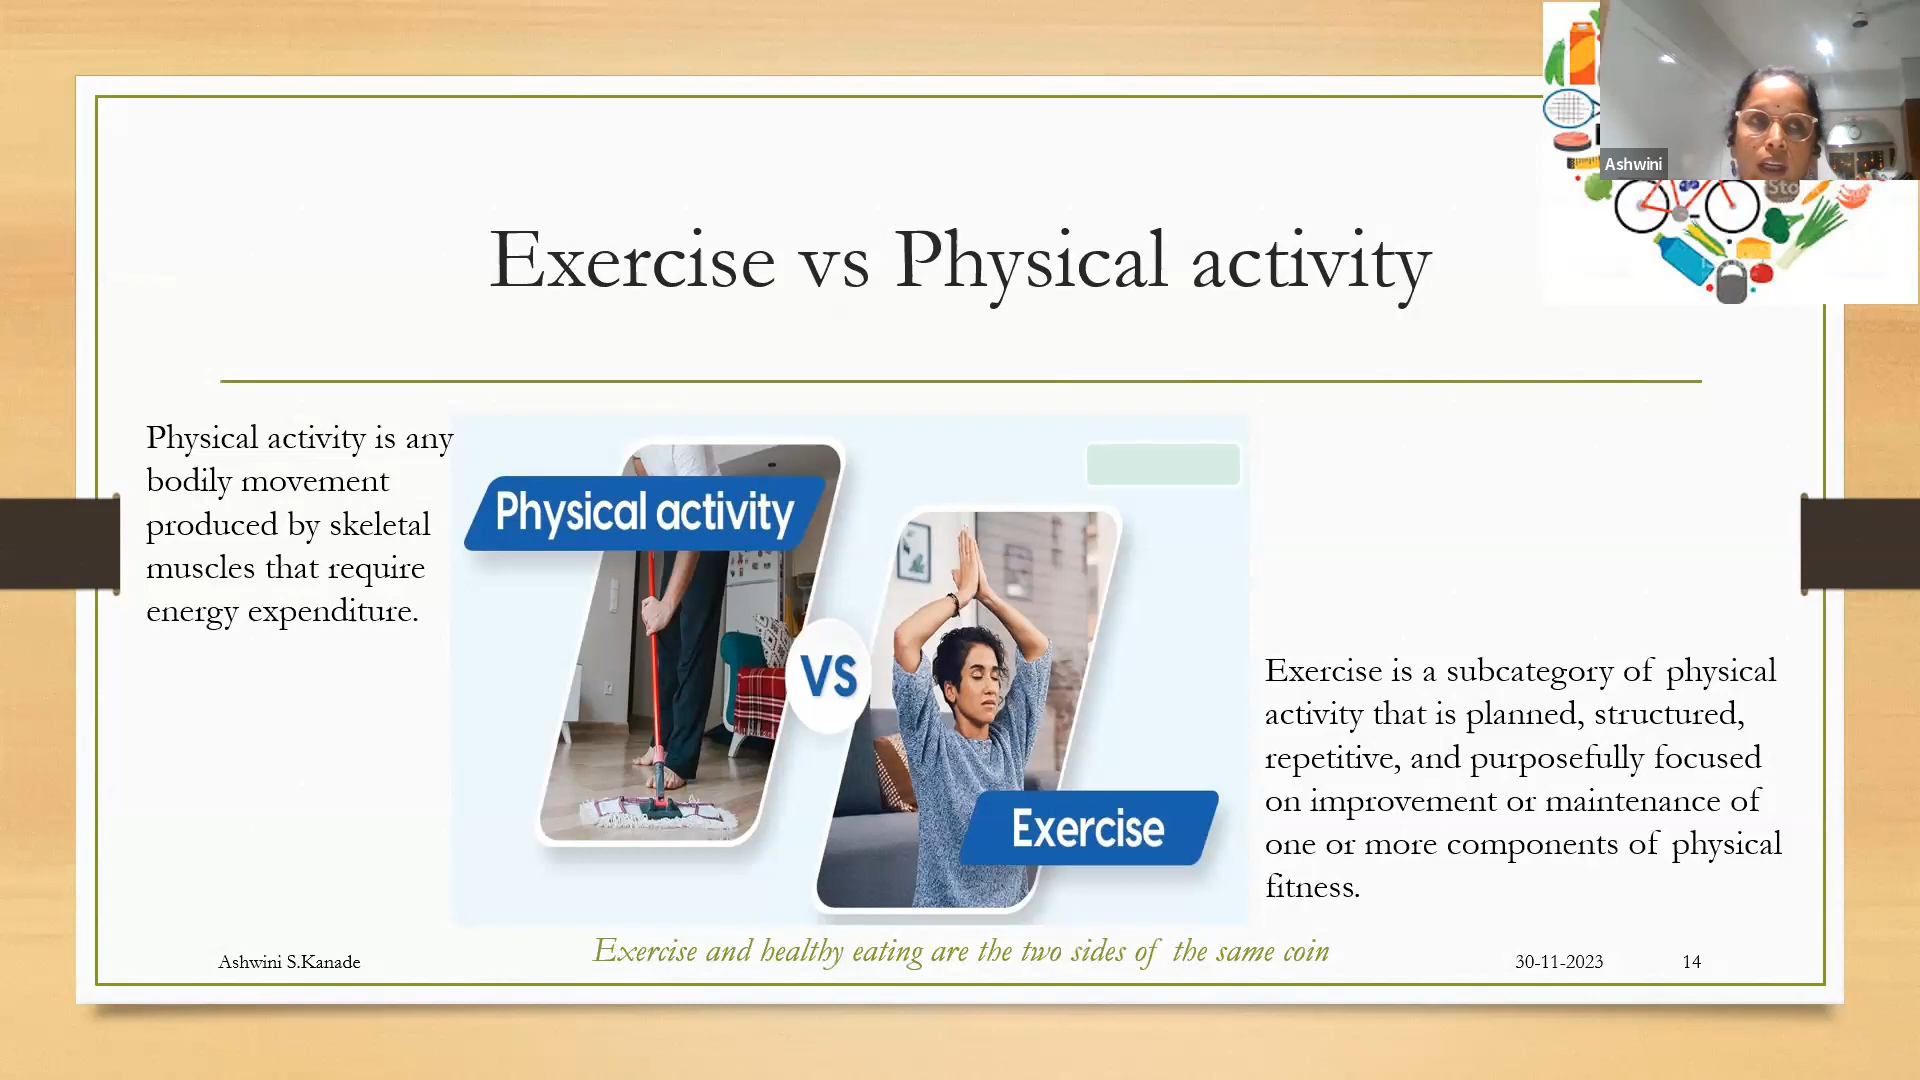 Ashwini
Sto
Exercise vs Physical activity
Physical activity is any
bodily movement
produced by skeletal
muscles that require
energy expenditure.
Physical activity
VS
Exercise
Exercise is a subcategory of physical
activity that is planned, structured,
repetitive, and purposefully focused
on improvement or maintenance of
one or more components of physical
fitness.
Ashwini S.Kanade
Exercise and healthy eating are the two sides of the same coin
30-11-2023
14